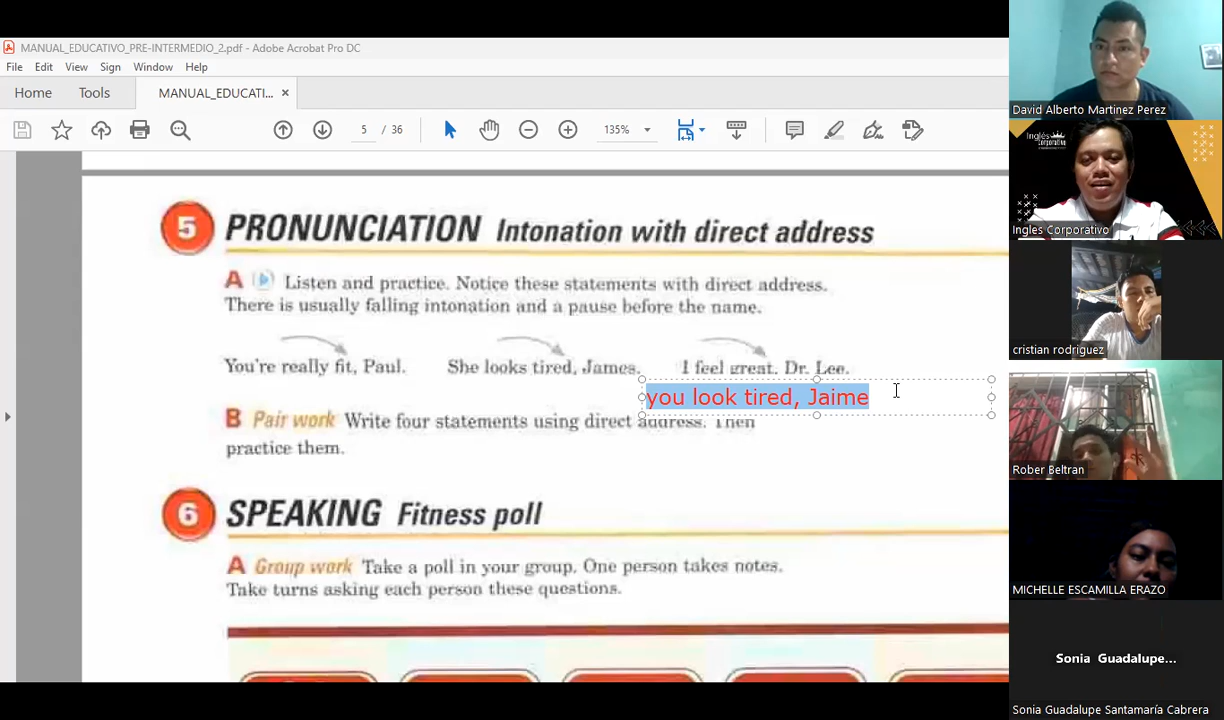 MANUAL_EDUCATIVO_PRE-INTERMEDIO_2.pdf - Adobe Acrobat Pro DC
File Edit View Sign Window Help
Home Tools MANUAL_EDUCATI... ×
5 / 36 135%
5 PRONUNCIATION Intonation with direct address
A Listen and practice. Notice these statements with direct address.
There is usually falling intonation and a pause before the name.
You're really fit, Paul. She looks tired, James. I feel great, Dr. Lee.
you look tired, Jaime
B Pair work Write four statements using direct address. Then
practice them.
6 SPEAKING Fitness poll
A Group work Take a poll in your group. One person takes notes.
Take turns asking each person these questions.
David Alberto Martinez Perez
Inglés
Corporativo
Ingles Corporativo
cristian rodriguez
Rober Beltran
MICHELLE ESCAMILLA ERAZO
Sonia Guadalupe...
Sonia Guadalupe Santamaría Cabrera